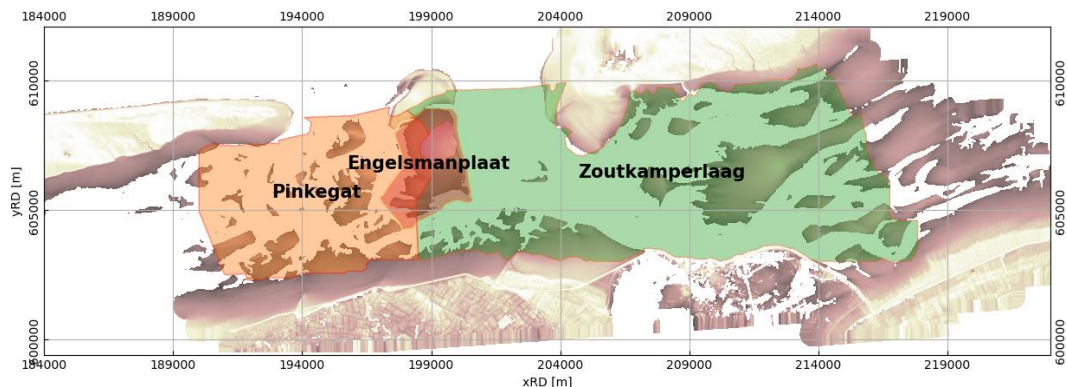 184000 189000 194000 199000 204000 209000 214000 219000
610000 610000
Engelsmanplaat Zoutkamperlaag
Pinkegat
605000 605000
yRD [m] yRD [m]
600000 600000
184000 189000 194000 199000 204000 209000 214000 219000
xRD [m]